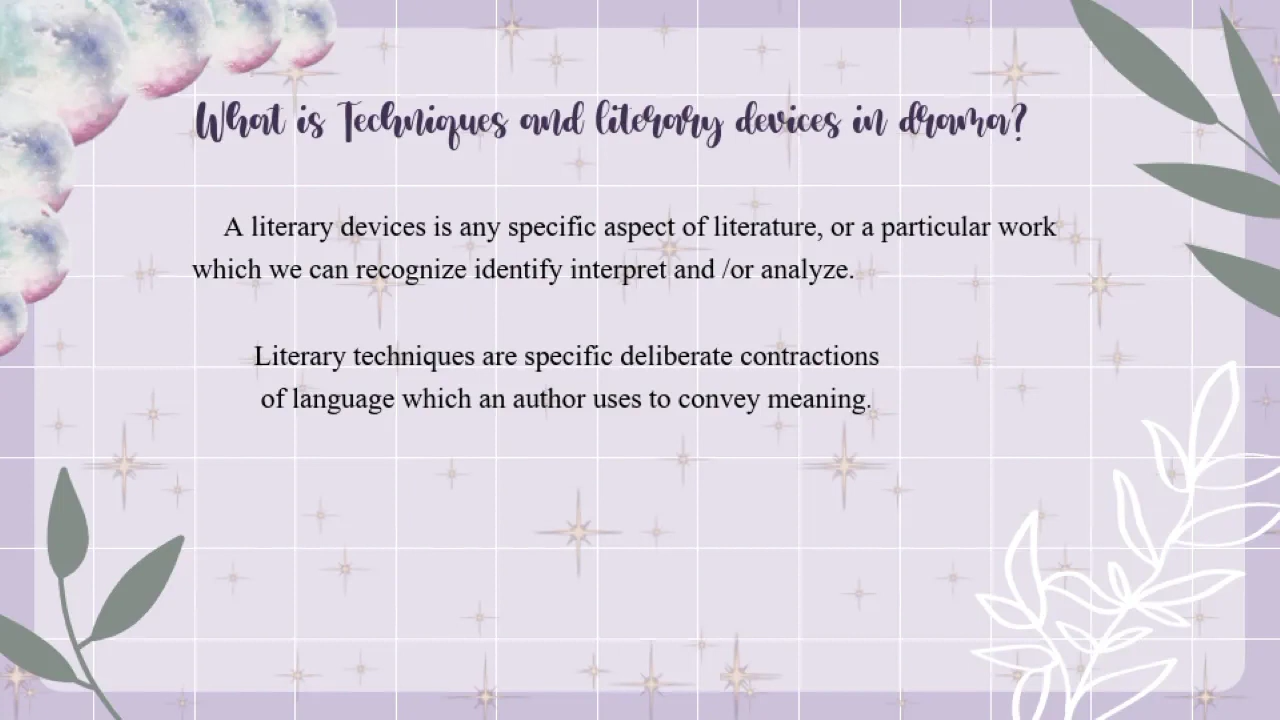 What is Techniques and literary devices in drama?
A literary devices is any specific aspect of literature, or a particular work
which we can recognize identify interpret and /or analyze.
Literary techniques are specific deliberate contractions
of language which an author uses to convey meaning.